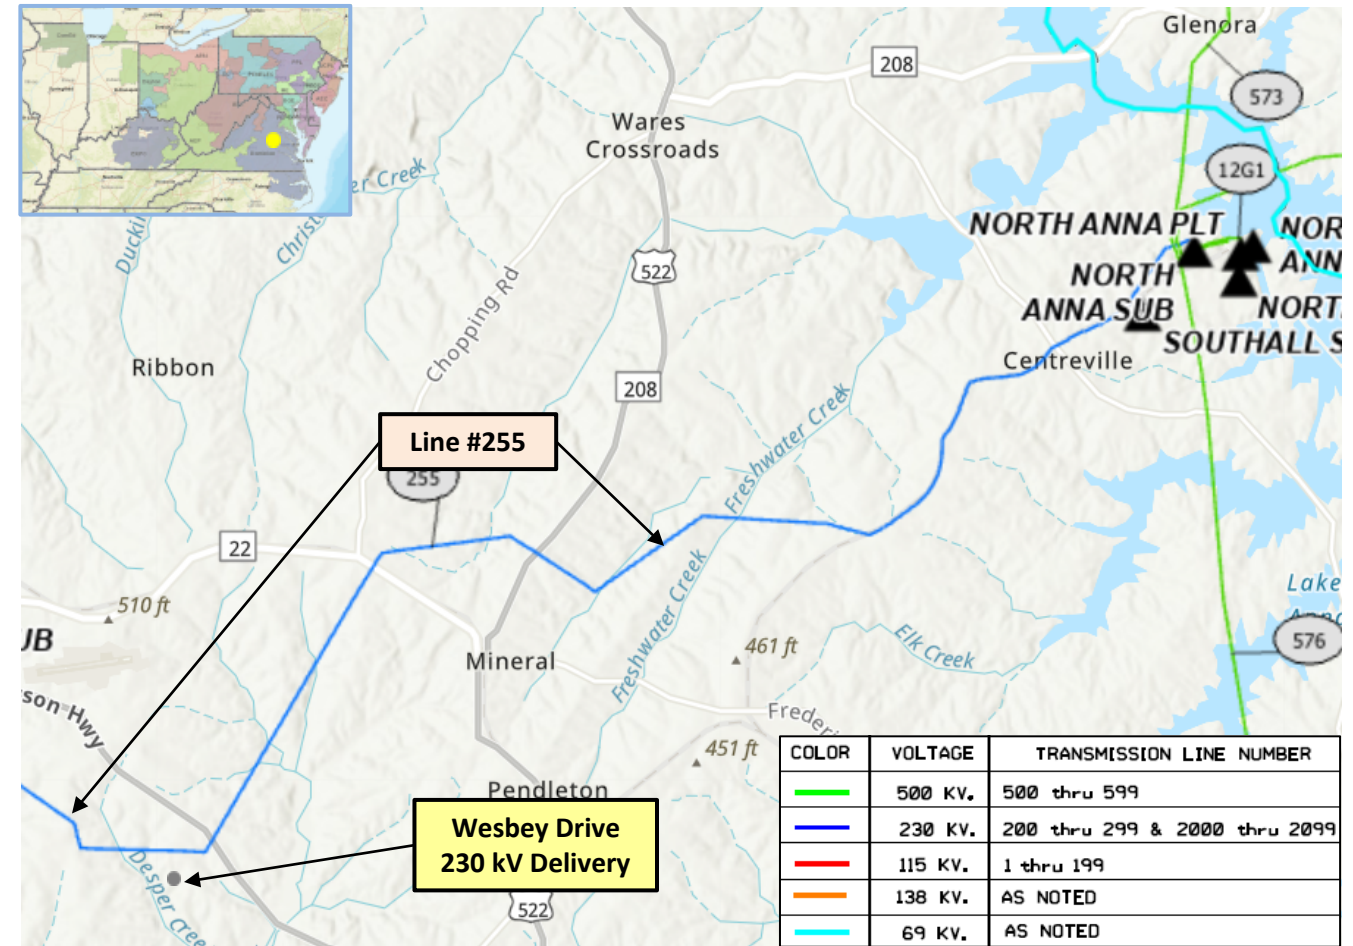 Glenora
208
573
Wares
Crossroads
12G1
er Creek
Duckin
Christ
NORTH ANNA PLT
NOR
ANN
522
NORTH
ANNA SUB
NORT
SOUTHALL S
Chopping Rd
Centreville
Ribbon
208
Line #255
255
Freshwater Creek
22
510 ft
Lake
Anna
UB
Mineral
Freshwater Creek
461 ft
Elk Creek
576
son Hwy
Frederi
451 ft
Pendleton
Wesbey Drive
230 kV Delivery
Desper Creek
522
COLOR VOLTAGE TRANSMISSION LINE NUMBER
500 KV. 500 thru 599
230 KV. 200 thru 299 & 2000 thru 2099
115 KV. 1 thru 199
138 KV. AS NOTED
69 KV. AS NOTED